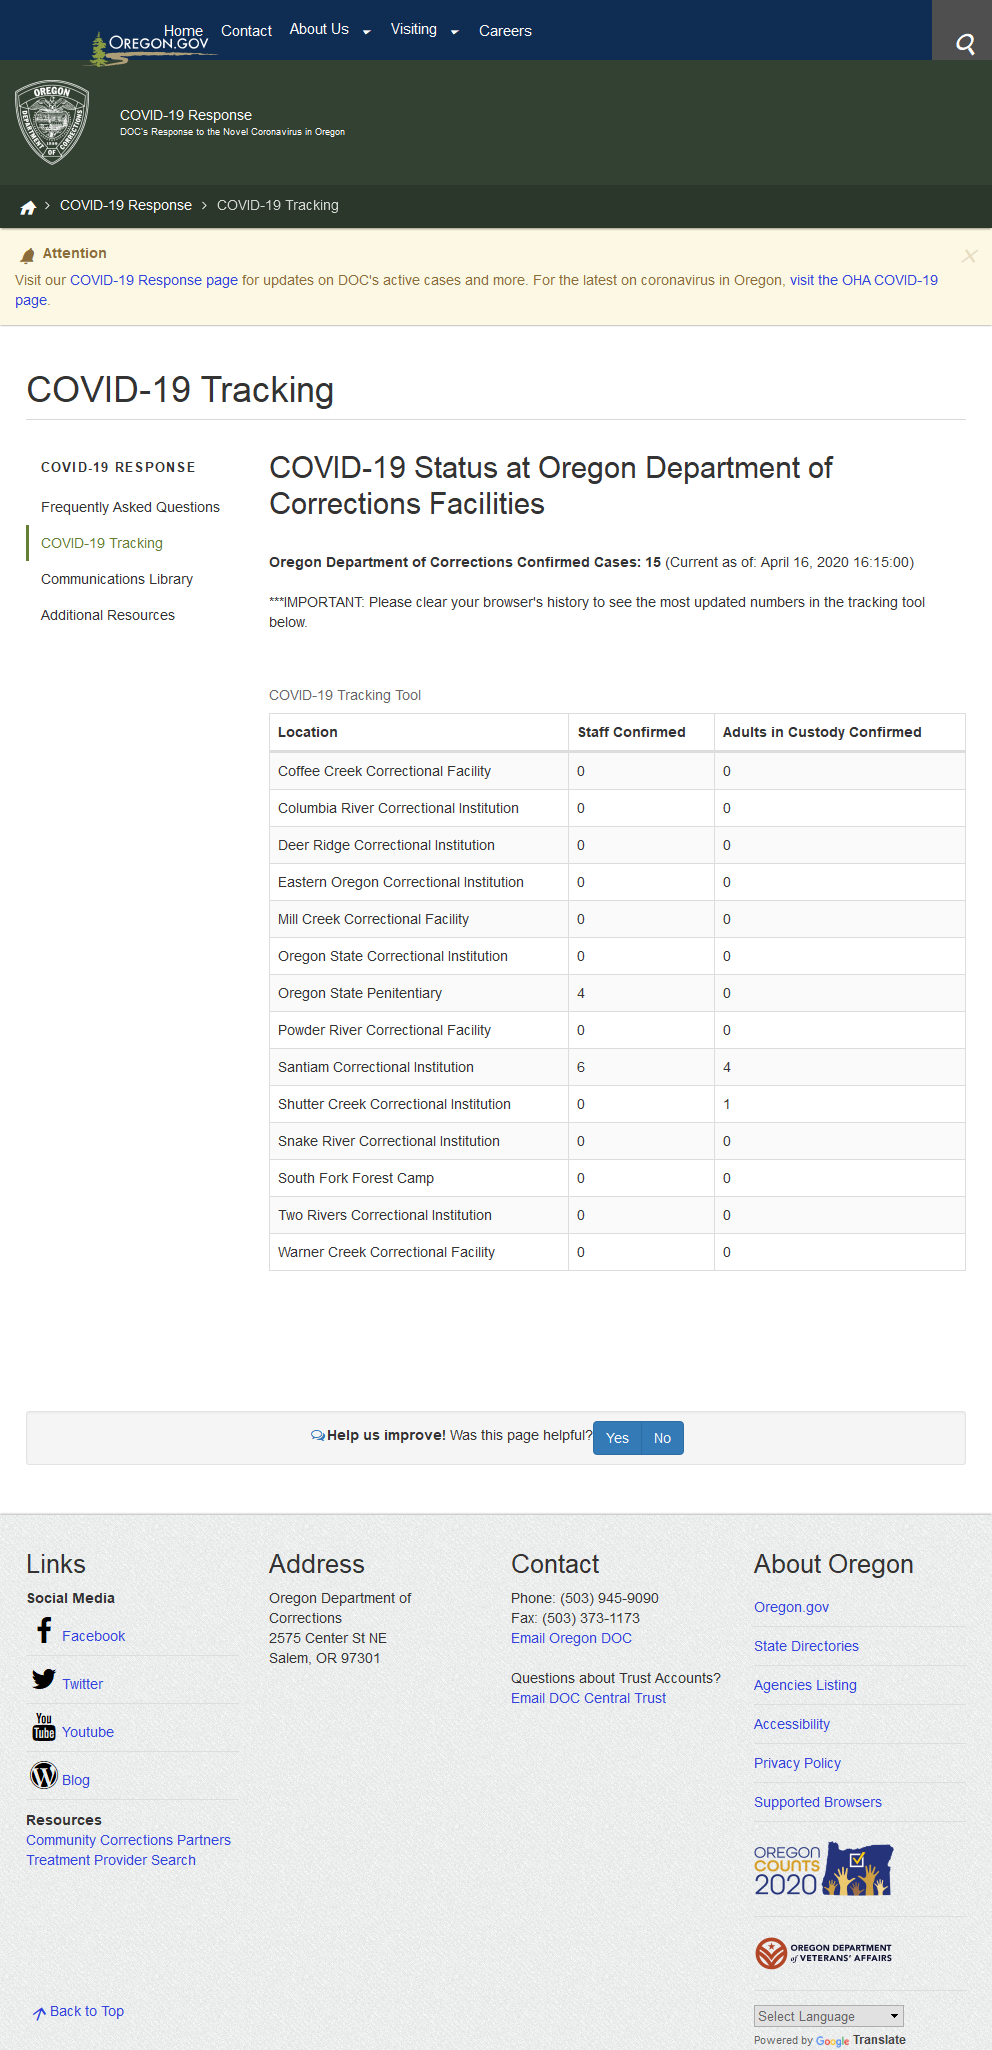 Home Contact About Us Visiting Careers
OREGON.GOV
OREGON
DEPARTMENT OF CORRECTIONS
COVID-19 Response
DOC's Response to the Novel Coronavirus in Oregon
> COVID-19 Response > COVID-19 Tracking
Attention
Visit our COVID-19 Response page for updates on DOC's active cases and more. For the latest on coronavirus in Oregon, visit the OHA COVID-19
page.
COVID-19 Tracking
COVID-19 RESPONSE
Frequently Asked Questions
COVID-19 Tracking
Communications Library
Additional Resources
COVID-19 Status at Oregon Department of
Corrections Facilities
Oregon Department of Corrections Confirmed Cases: 15 (Current as of: April 16, 2020 16:15:00)
***IMPORTANT: Please clear your browser's history to see the most updated numbers in the tracking tool
below.
COVID-19 Tracking Tool
Location Staff Confirmed Adults in Custody Confirmed
Coffee Creek Correctional Facility 0 0
Columbia River Correctional Institution 0 0
Deer Ridge Correctional Institution 0 0
Eastern Oregon Correctional Institution 0 0
Mill Creek Correctional Facility 0 0
Oregon State Correctional Institution 0 0
Oregon State Penitentiary 4 0
Powder River Correctional Facility 0 0
Santiam Correctional Institution 6 4
Shutter Creek Correctional Institution 0 1
Snake River Correctional Institution 0 0
South Fork Forest Camp 0 0
Two Rivers Correctional Institution 0 0
Warner Creek Correctional Facility 0 0
Help us improve! Was this page helpful? Yes No
Links
Social Media
Facebook
Twitter
You
Tube Youtube
Blog
Resources
Community Corrections Partners
Treatment Provider Search
Back to Top
Address
Oregon Department of
Corrections
2575 Center St NE
Salem, OR 97301
Contact
Phone: (503) 945-9090
Fax: (503) 373-1173
Email Oregon DOC
Questions about Trust Accounts?
Email DOC Central Trust
About Oregon
Oregon.gov
State Directories
Agencies Listing
Accessibility
Privacy Policy
Supported Browsers
OREGON
COUNTS
2020
OREGON DEPARTMENT
of VETERANS' AFFAIRS
Select Language
Powered by Google Translate